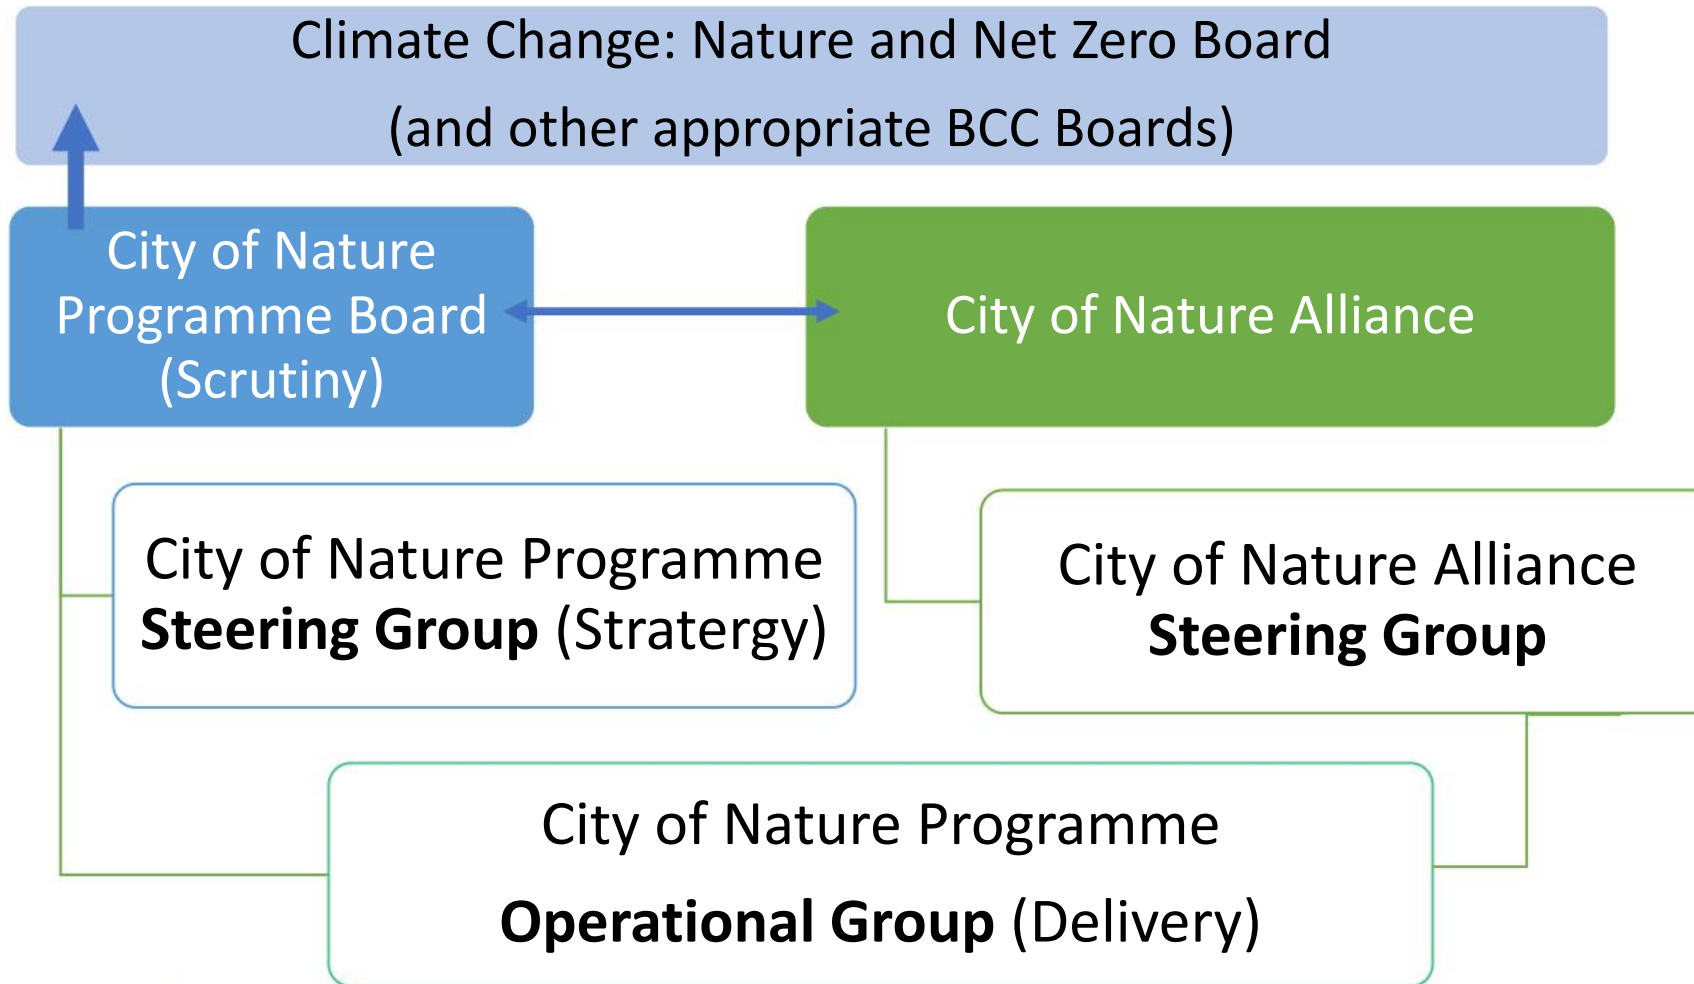 Climate Change: Nature and Net Zero Board
(and other appropriate BCC Boards)
City of Nature
Programme Board
(Scrutiny)
City of Nature Alliance
City of Nature Programme
Steering Group (Stratergy)
City of Nature Alliance
Steering Group
City of Nature Programme
Operational Group (Delivery)